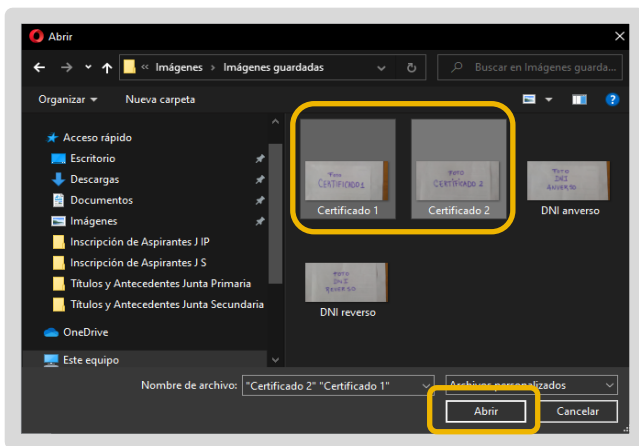 Abrir
« Imágenes › Imágenes guardadas
Buscar en Imágenes guarda...
Organizar
Nueva carpeta
Acceso rápido
Escritorio
Descargas
Documentos
Imágenes
Inscripción de Aspirantes J IP
Inscripción de Aspirantes J S
Títulos y Antecedentes Junta Primaria
Títulos y Antecedentes Junta Secundaria
OneDrive
Este equipo
FOTO
CERTIFICADO 1
Certificado 1
FOTO
CERTIFICADO 2
Certificado 2
FOTO
DNI
ANVERSO
DNI anverso
FOTO
DNI
REVERSO
DNI reverso
Nombre de archivo: "Certificado 2" "Certificado 1"
Archivos personalizados
Abrir
Cancelar